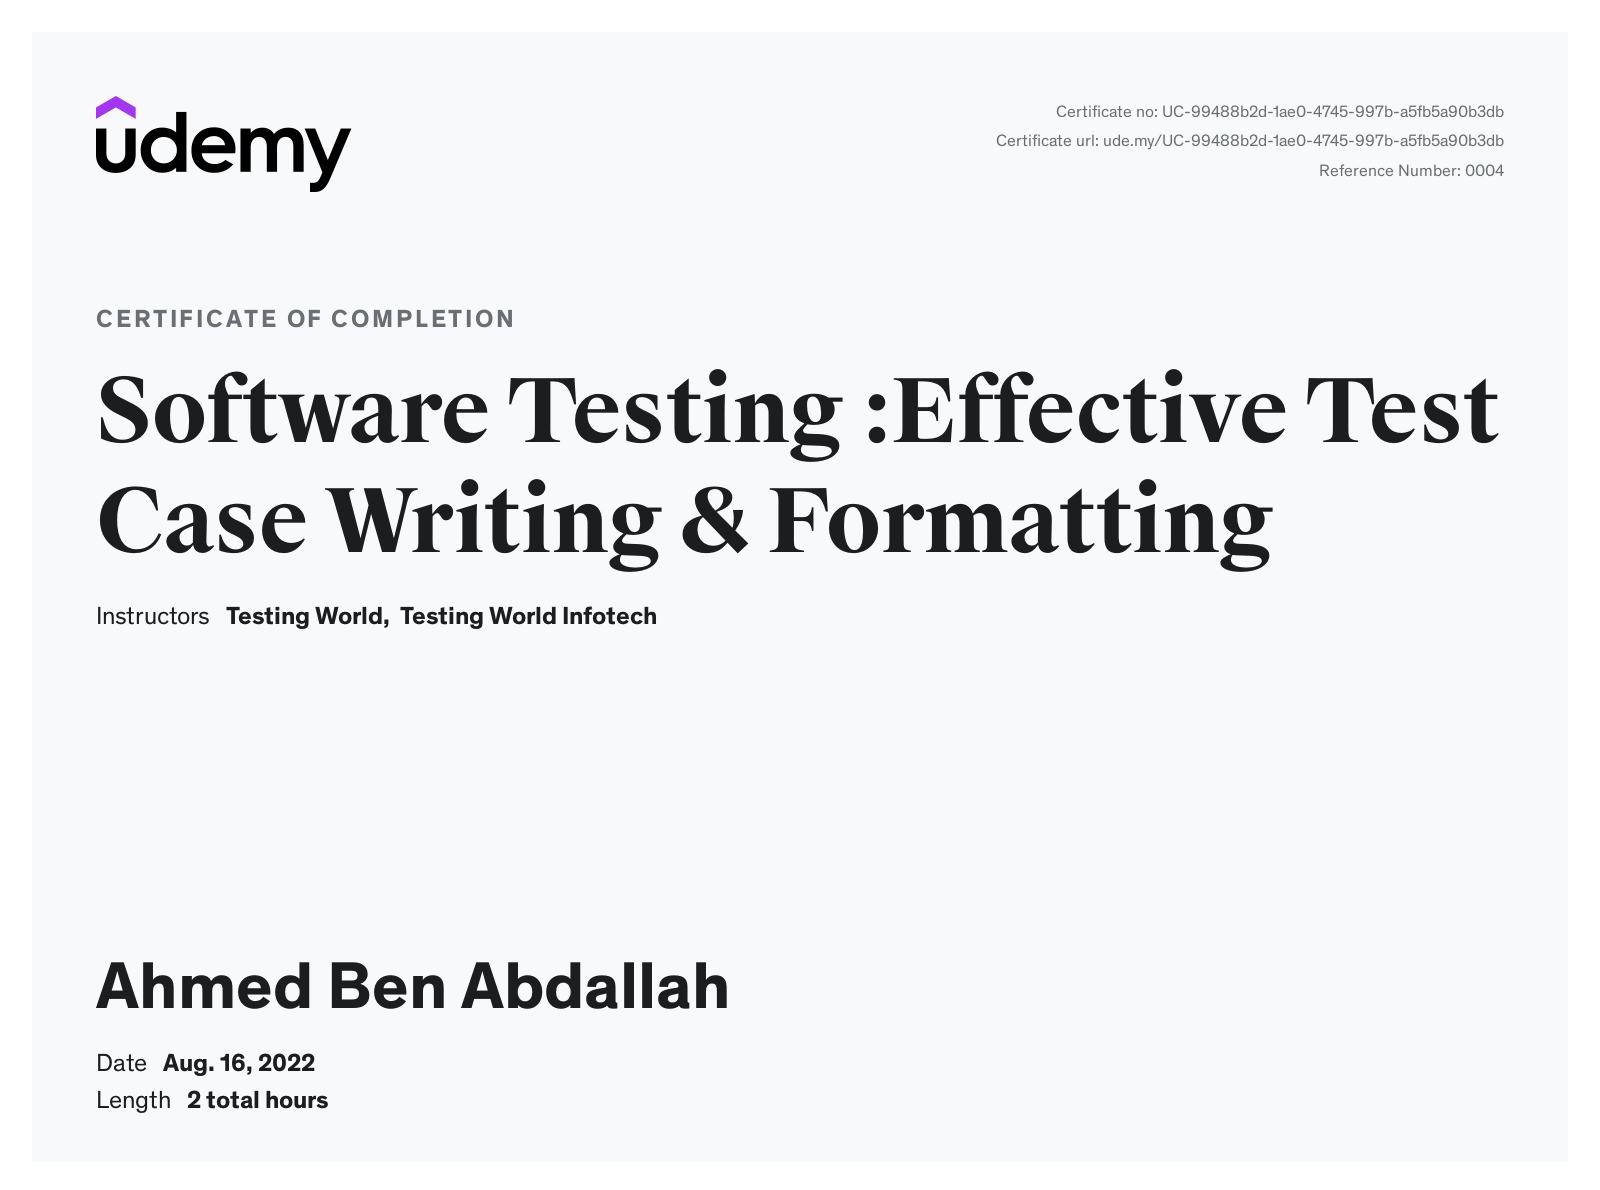 udemy
Certificate no: UC-99488b2d-1ae0-4745-997b-a5fb5a90b3db
Certificate url: ude.my/UC-99488b2d-1ae0-4745-997b-a5fb5a90b3db
Reference Number: 0004
CERTIFICATE OF COMPLETION
Software Testing :Effective Test
Case Writing & Formatting
Instructors Testing World, Testing World Infotech
Ahmed Ben Abdallah
Date Aug. 16, 2022
Length 2 total hours